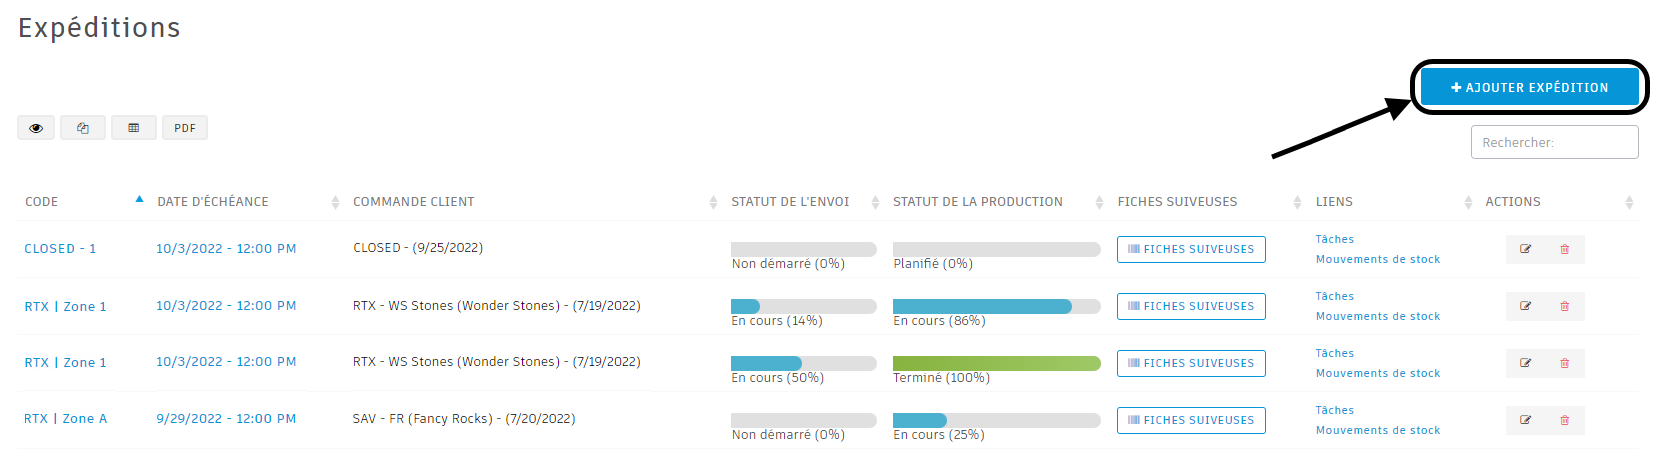 Expéditions
AJOUTER EXPÉDITION
PDF
Rechercher:
CODE DATE D'ÉCHÉANCE COMMANDE CLIENT STATUT DE L'ENVOI STATUT DE LA PRODUCTION FICHES SUIVEUSES LIENS ACTIONS
CLOSED - 1 10/3/2022 - 12:00 PM CLOSED - (9/25/2022) Non démarré (0%) Planifié (0%) FICHES SUIVEUSES Tâches
Mouvements de stock
RTX | Zone 1 10/3/2022 - 12:00 PM RTX - WS Stones (Wonder Stones) - (7/19/2022) En cours (14%) En cours (86%) FICHES SUIVEUSES Tâches
Mouvements de stock
RTX | Zone 1 10/3/2022 - 12:00 PM RTX - WS Stones (Wonder Stones) - (7/19/2022) En cours (50%) Terminé (100%) FICHES SUIVEUSES Tâches
Mouvements de stock
RTX | Zone A 9/29/2022 - 12:00 PM SAV - FR (Fancy Rocks) - (7/20/2022) Non démarré (0%) En cours (25%) FICHES SUIVEUSES Tâches
Mouvements de stock